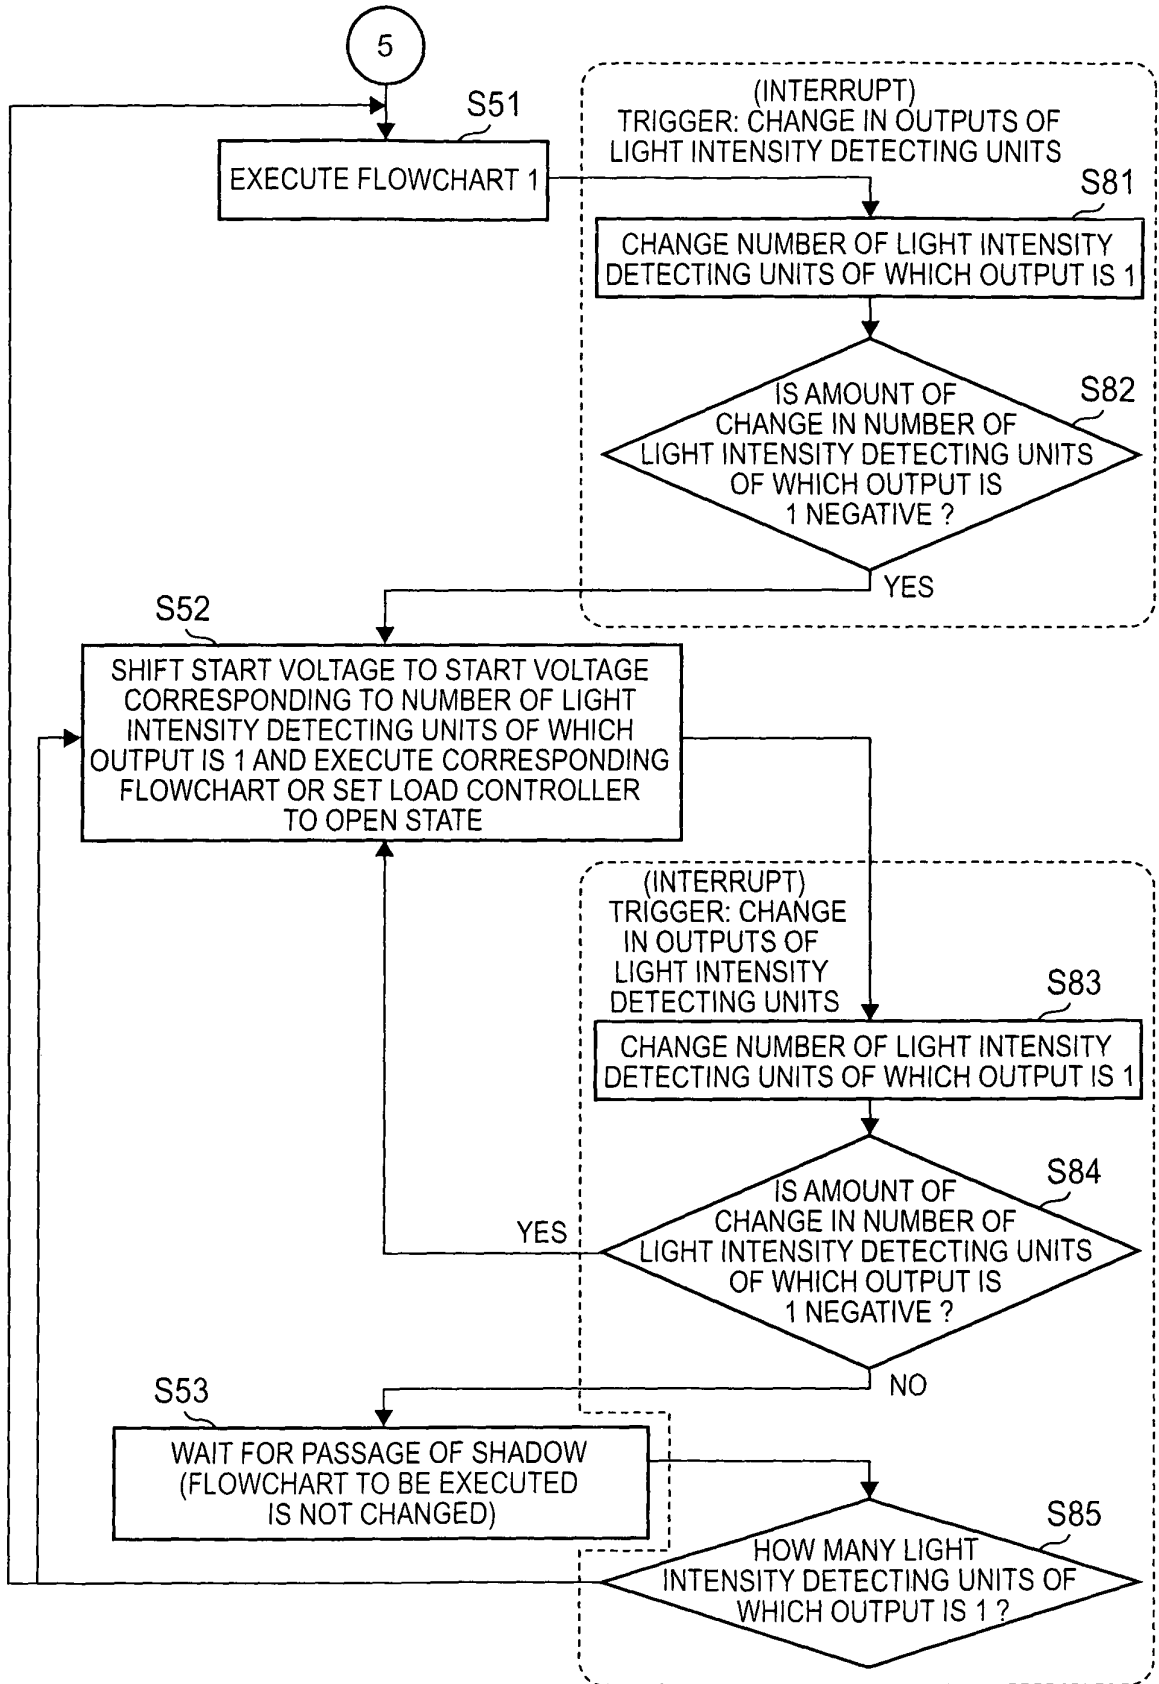 5
S51
EXECUTE FLOWCHART 1
(INTERRUPT)
TRIGGER: CHANGE IN OUTPUTS OF
LIGHT INTENSITY DETECTING UNITS
S81
CHANGE NUMBER OF LIGHT INTENSITY
DETECTING UNITS OF WHICH OUTPUT IS 1
S82
IS AMOUNT OF
CHANGE IN NUMBER OF
LIGHT INTENSITY DETECTING UNITS
OF WHICH OUTPUT IS
1 NEGATIVE ?
YES
S52
SHIFT START VOLTAGE TO START VOLTAGE
CORRESPONDING TO NUMBER OF LIGHT
INTENSITY DETECTING UNITS OF WHICH
OUTPUT IS 1 AND EXECUTE CORRESPONDING
FLOWCHART OR SET LOAD CONTROLLER
TO OPEN STATE
(INTERRUPT)
TRIGGER: CHANGE
IN OUTPUTS OF
LIGHT INTENSITY
DETECTING UNITS
S83
CHANGE NUMBER OF LIGHT INTENSITY
DETECTING UNITS OF WHICH OUTPUT IS 1
S84
IS AMOUNT OF
CHANGE IN NUMBER OF
LIGHT INTENSITY DETECTING UNITS
OF WHICH OUTPUT IS
1 NEGATIVE ?
YES
NO
S53
WAIT FOR PASSAGE OF SHADOW
(FLOWCHART TO BE EXECUTED
IS NOT CHANGED)
S85
HOW MANY LIGHT
INTENSITY DETECTING UNITS OF
WHICH OUTPUT IS 1 ?